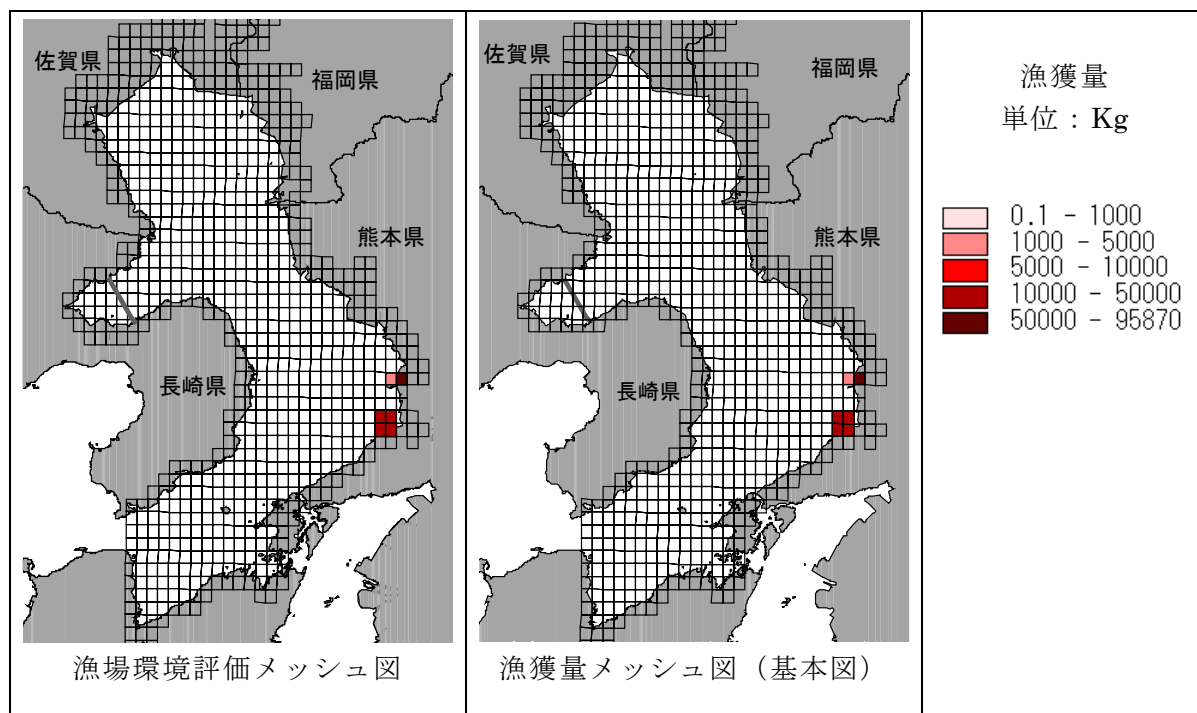 佐賀県
福岡県
熊本県
長崎県
漁場環境評価メッシュ図
佐賀県
福岡県
熊本県
長崎県
漁獲量メッシュ図（基本図）
漁獲量
単位：Kg
0.1 - 1000
1000 - 5000
5000 - 10000
10000 - 50000
50000 - 95870